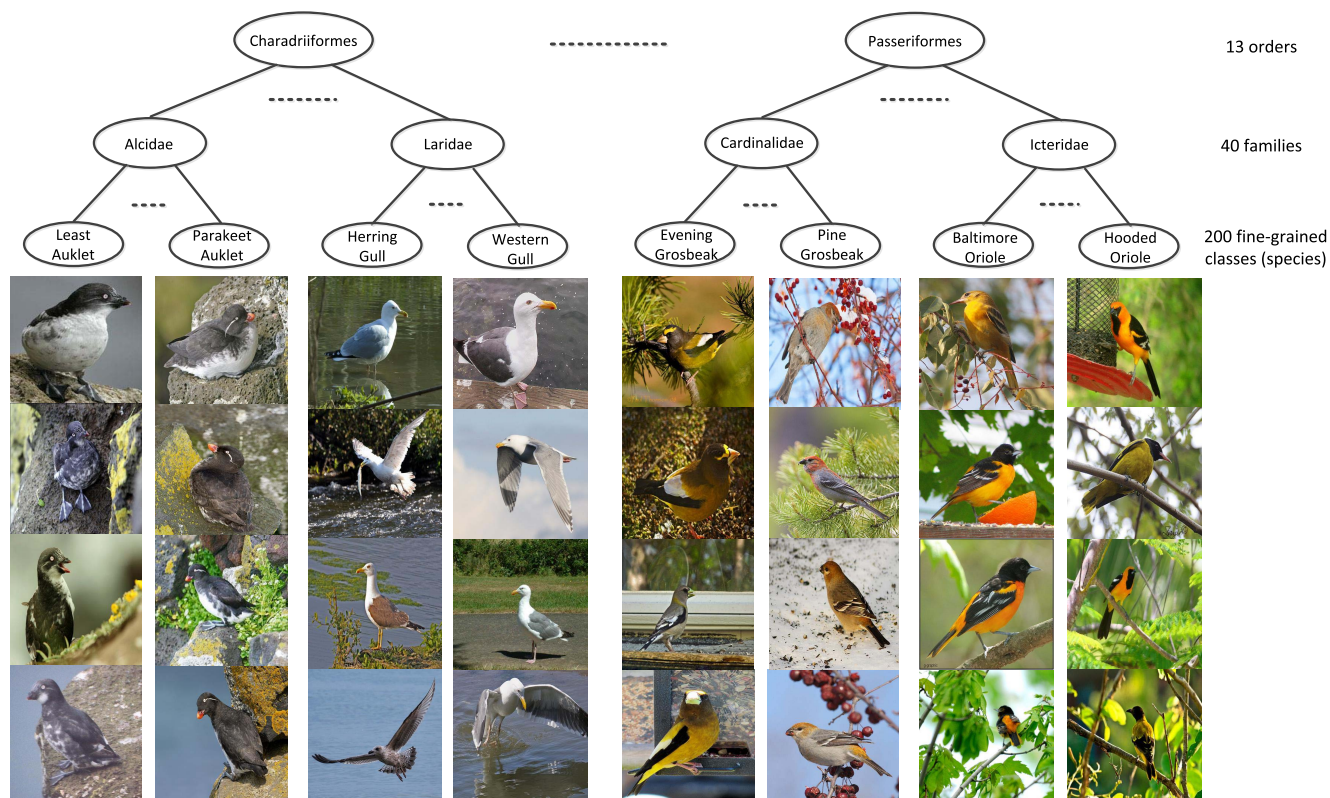 Charadriiformes
Passeriformes
13 orders
Alcidae
Laridae
Cardinalidae
Icteridae
40 families
Least
Auklet
Parakeet
Auklet
Herring
Gull
Western
Gull
Evening
Grosbeak
Pine
Grosbeak
Baltimore
Oriole
Hooded
Oriole
200 fine-grained
classes (species)